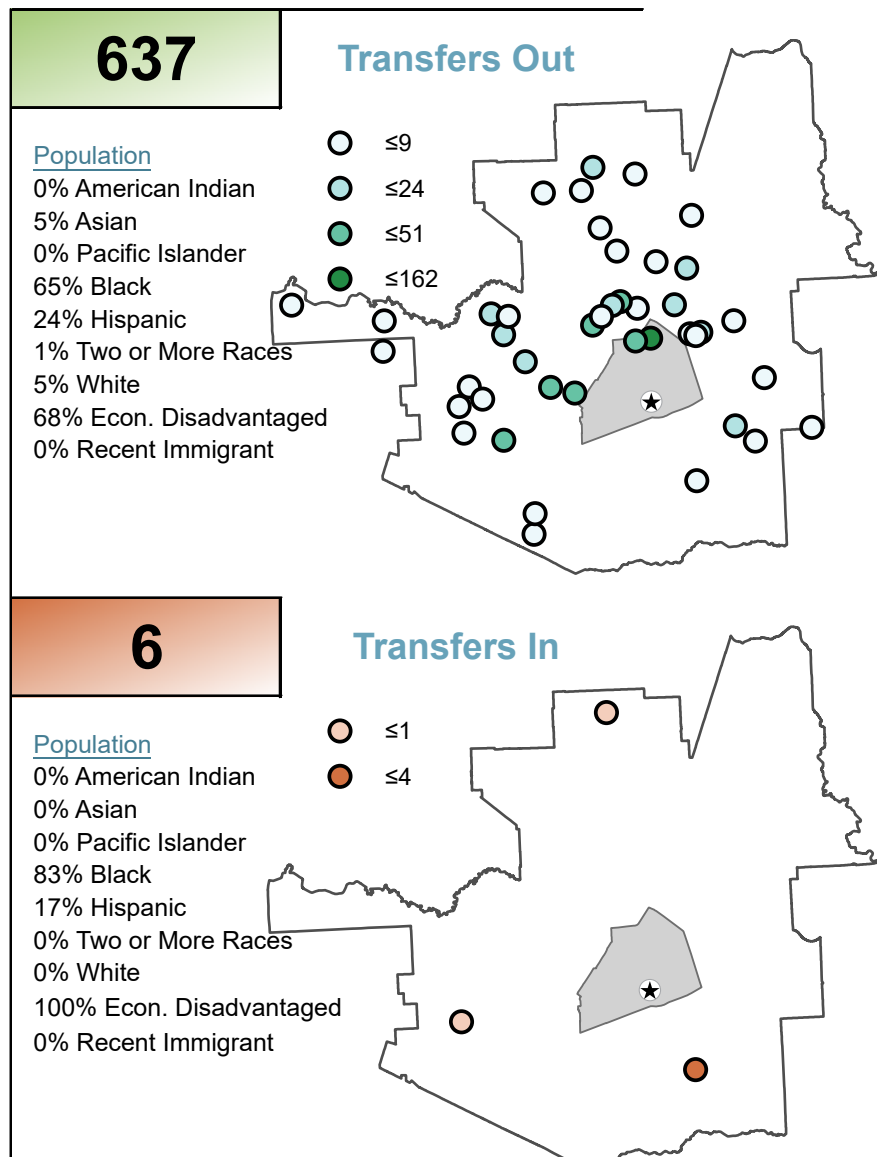 637
Transfers Out
Population
0% American Indian
5% Asian
0% Pacific Islander
65% Black
24% Hispanic
1% Two or More Races
5% White
68% Econ. Disadvantaged
0% Recent Immigrant
≤9
≤24
≤51
≤162
6
Transfers In
Population
0% American Indian
0% Asian
0% Pacific Islander
83% Black
17% Hispanic
0% Two or More Races
0% White
100% Econ. Disadvantaged
0% Recent Immigrant
≤1
≤4